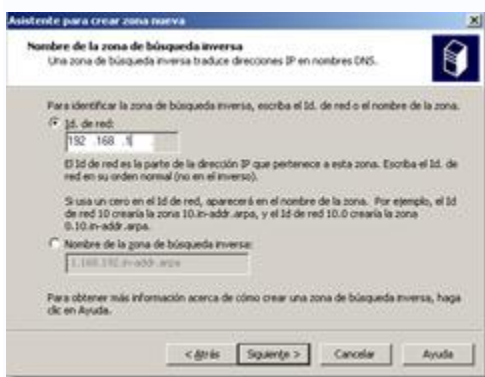 Asistente para crear zona nueva
Nombre de la zona de búsqueda inversa
Una zona de búsqueda inversa traduce direcciones IP en nombres DNS.
Para identificar la zona de búsqueda inversa, escriba el Id. de red o el nombre de la zona.
Id. de red:
192 .168 .1
El Id de red es la parte de la dirección IP que pertenece a esta zona. Escriba el Id. de
red en su orden normal (no en el inverso).
Si usa un cero en el Id de red, aparecerá en el nombre de la zona. Por ejemplo, el Id
de red 10 crearía la zona 10.in-addr.arpa, y el Id de red 10.0 crearía la zona
0.10.in-addr.arpa.
Nombre de la zona de búsqueda inversa:
1.168.192.in-addr.arpa
Para obtener más información acerca de cómo crear una zona de búsqueda inversa, haga
clic en Ayuda.
< Atrás Siguiente > Cancelar Ayuda